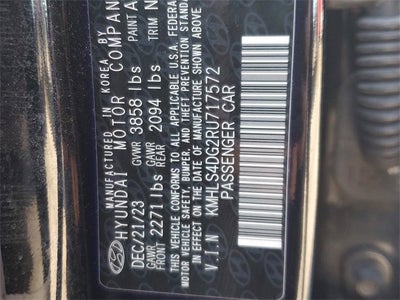 MANUFACTURED IN KOREA BY
HYUNDAI MOTOR COMPANY
DEC/21/23 GVWR 3858 lbs PAINT
GAWR FRONT 2271 lbs GAWR REAR 2094 lbs TRIM N
THIS VEHICLE CONFORMS TO ALL APPLICABLE U.S.A. FEDERAL
MOTOR VEHICLE SAFETY, BUMPER, AND THEFT PREVENTION STANDARDS
IN EFFECT ON THE DATE OF MANUFACTURE SHOWN ABOVE.
V.I.N KMHLS4DG2RU717572
PASSENGER CAR